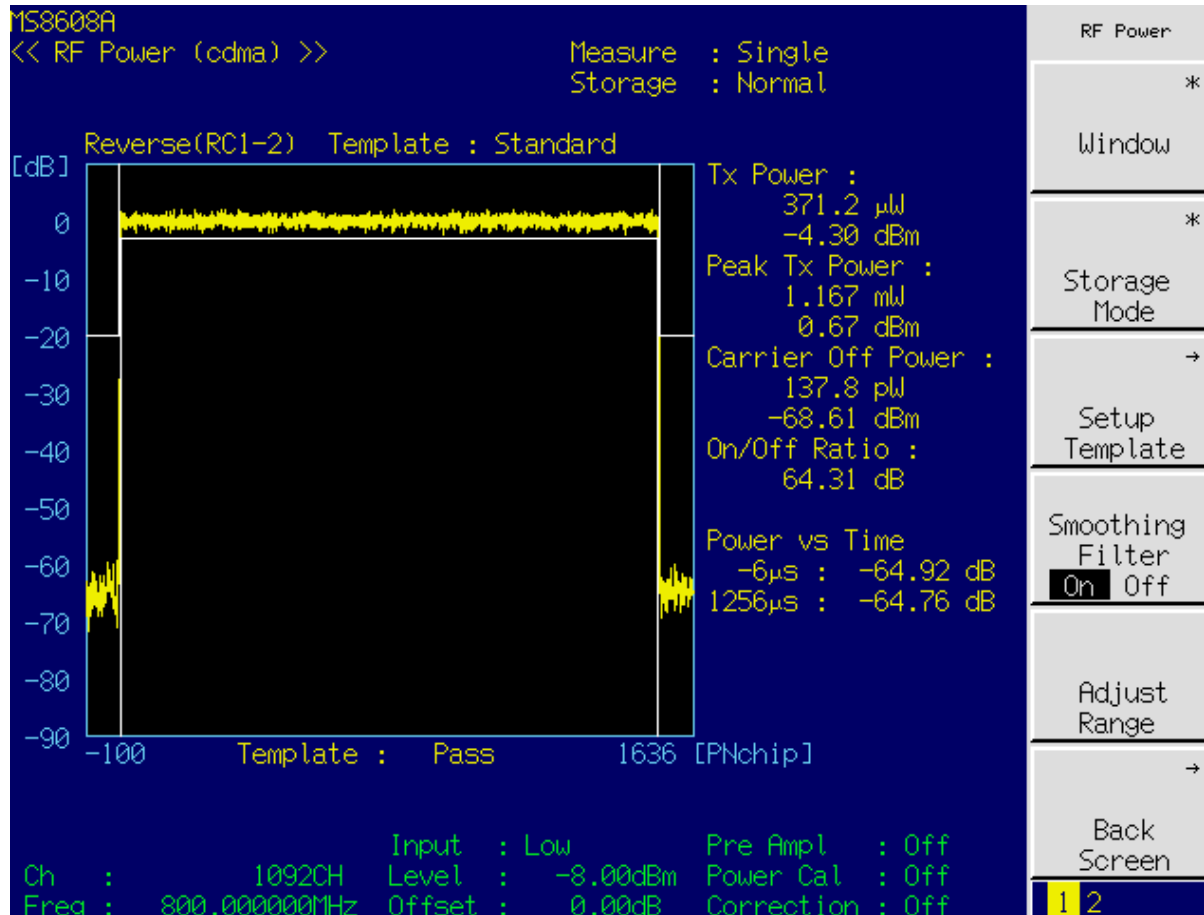 MS8608A
<< RF Power (cdma) >>
Measure : Single
Storage : Normal
Reverse(RC1-2) Template : Standard
[dB]
0
-10
-20
-30
-40
-50
-60
-70
-80
-90
-100
1636 [PNchip]
Template : Pass
Tx Power :
371.2 µW
-4.30 dBm
Peak Tx Power :
1.167 mW
0.67 dBm
Carrier Off Power :
137.8 pW
-68.61 dBm
On/Off Ratio :
64.31 dB
Power vs Time
-6µs : -64.92 dB
1256µs : -64.76 dB
Input : Low
Pre Ampl : Off
Ch : 1092CH
Level : -8.00dBm
Power Cal : Off
Freq : 800.000000MHz
Offset : 0.00dB
Correction : Off
RF Power
*
Window
*
Storage
Mode
→
Setup
Template
Smoothing
Filter
On Off
Adjust
Range
→
Back
Screen
1 2